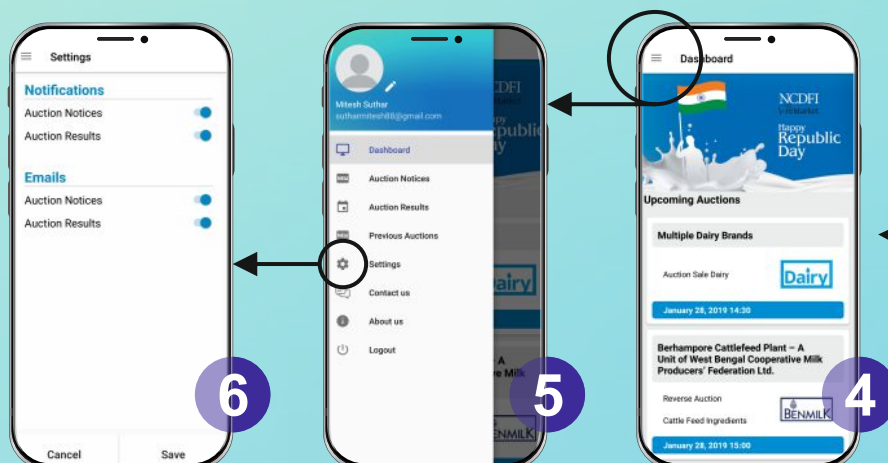 Settings
Notifications
Auction Notices
Auction Results
Emails
Auction Notices
Auction Results
Cancel
Save
6
Mitesh Suthar
sutharmitesh88@gmail.com
Dashboard
Auction Notices
Auction Results
Previous Auctions
Settings
Contact us
About us
Logout
5
Dashboard
NCDFI
Happy
Republic
Day
Upcoming Auctions
Multiple Dairy Brands
Auction Sale Dairy
Dairy
January 28, 2019 14:30
Berhampore Cattlefeed Plant – A
Unit of West Bengal Cooperative Milk
Producers' Federation Ltd.
Reverse Auction
Cattle Feed Ingredients
BENMILK
January 28, 2019 15:00
4